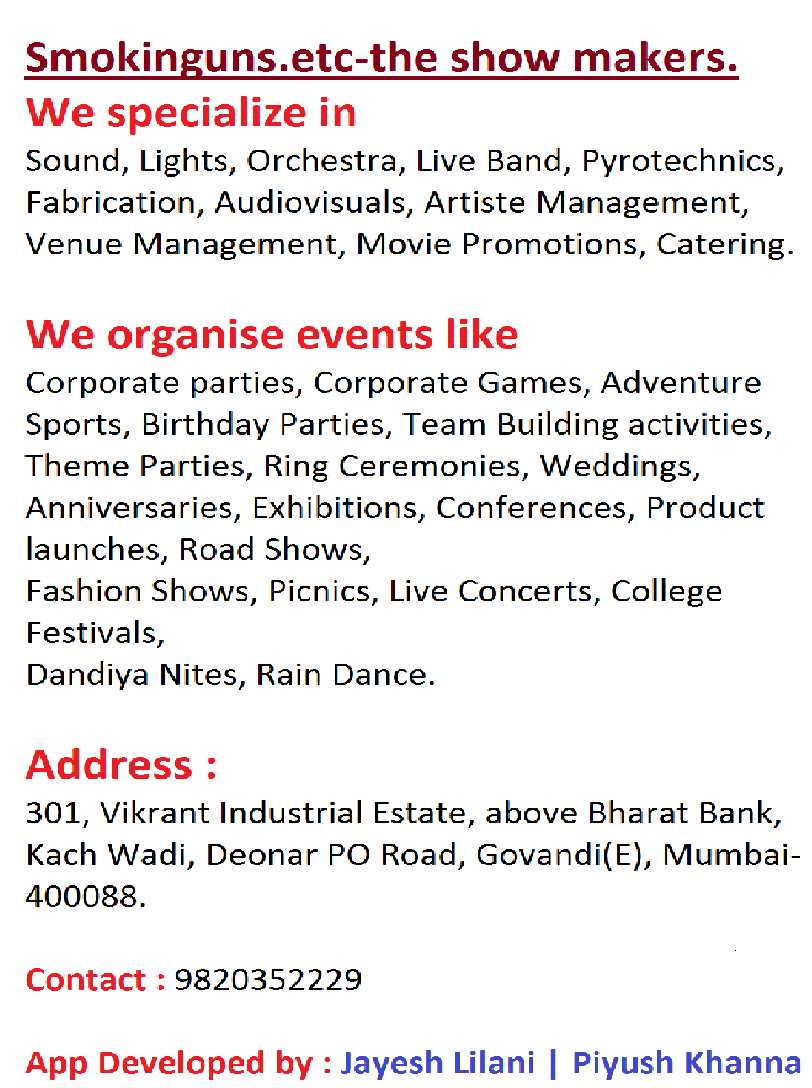 Smokinguns.etc-the show makers.
We specialize in
Sound, Lights, Orchestra, Live Band, Pyrotechnics,
Fabrication, Audiovisuals, Artiste Management,
Venue Management, Movie Promotions, Catering.
We organise events like
Corporate parties, Corporate Games, Adventure
Sports, Birthday Parties, Team Building activities,
Theme Parties, Ring Ceremonies, Weddings,
Anniversaries, Exhibitions, Conferences, Product
launches, Road Shows,
Fashion Shows, Picnics, Live Concerts, College
Festivals,
Dandiya Nites, Rain Dance.
Address :
301, Vikrant Industrial Estate, above Bharat Bank,
Kach Wadi, Deonar PO Road, Govandi(E), Mumbai-
400088.
Contact : 9820352229
App Developed by : Jayesh Lilani | Piyush Khanna